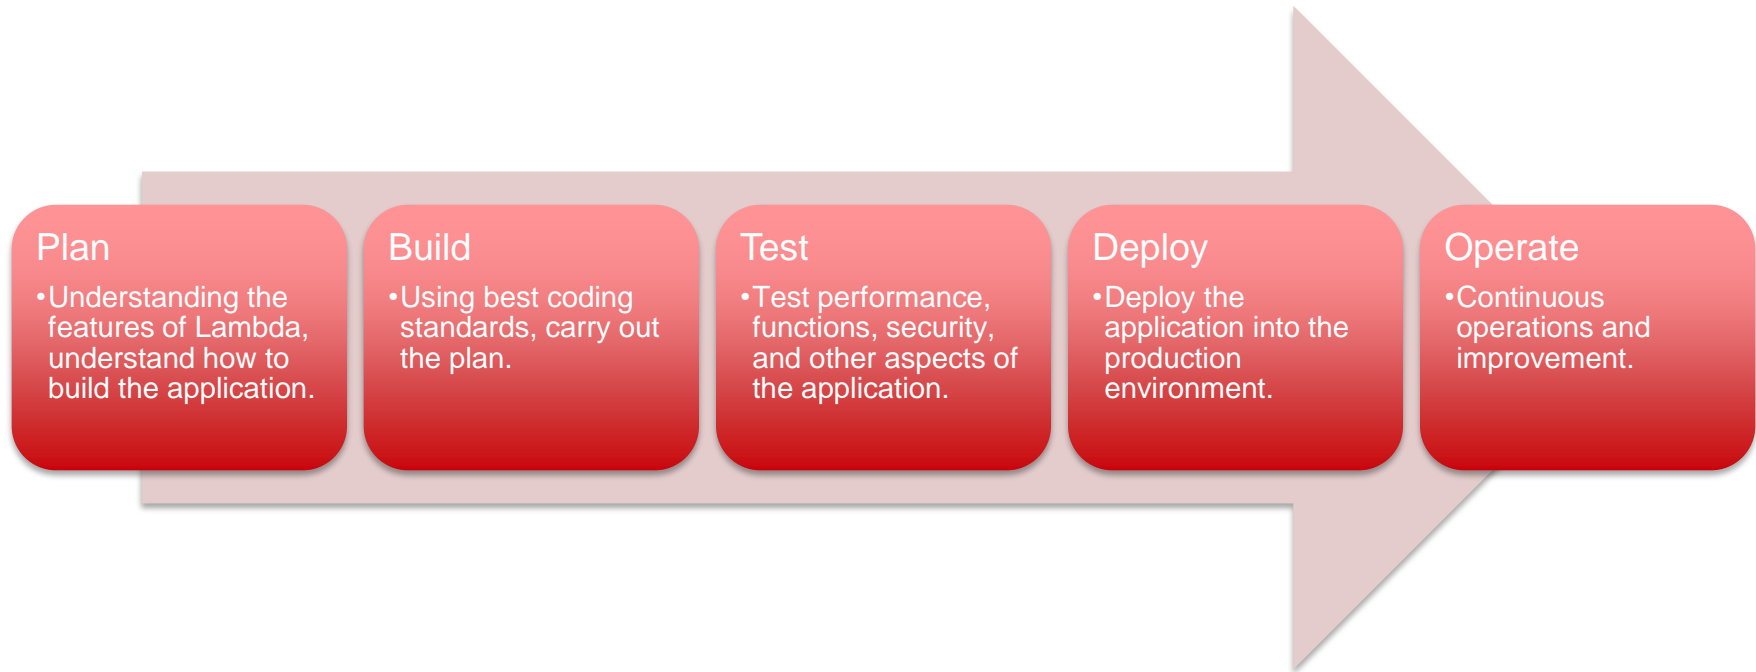 Plan
•Understanding the
features of Lambda,
understand how to
build the application.
Build
•Using best coding
standards, carry out
the plan.
Test
•Test performance,
functions, security,
and other aspects of
the application.
Deploy
•Deploy the
application into the
production
environment.
Operate
•Continuous
operations and
improvement.